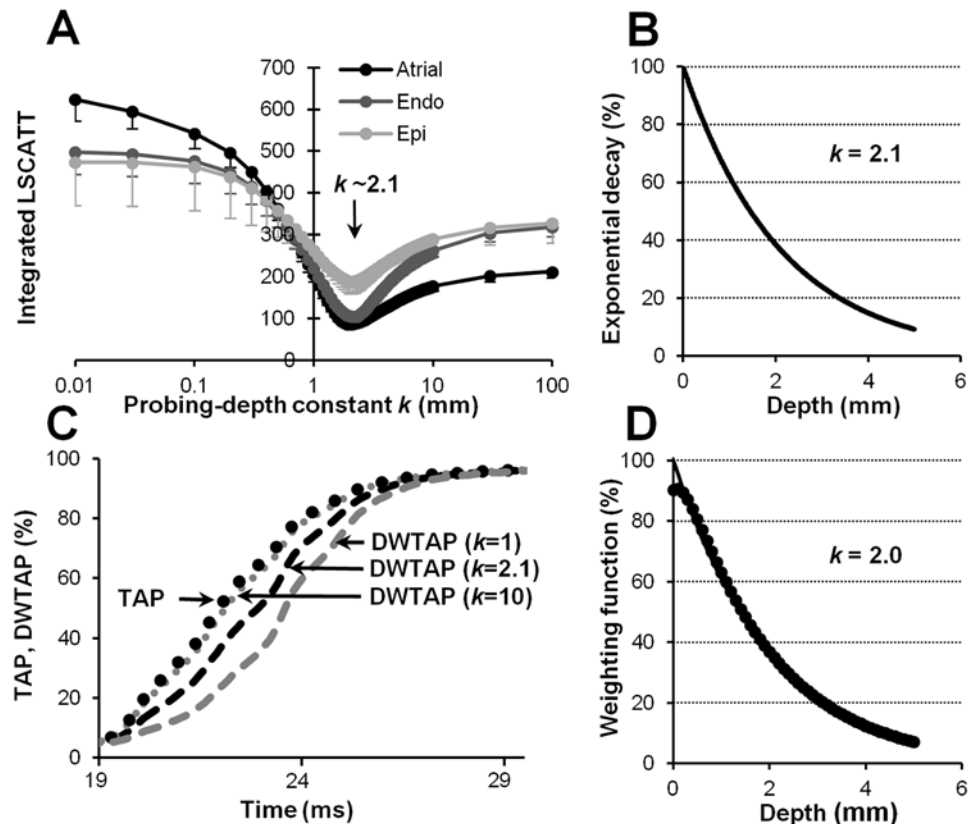 A
Integrated LSCATT
700
600
500
400
300
200
100
0
Atrial
Endo
Epi
k ~2.1
0.01 0.1 1 10 100
Probing-depth constant k (mm)
B
Exponential decay (%)
100
80
60
40
20
0
k = 2.1
0 2 4 6
Depth (mm)
C
TAP, DWTAP (%)
100
80
60
40
20
0
TAP
DWTAP (k=1)
DWTAP (k=2.1)
DWTAP (k=10)
19 24 29
Time (ms)
D
Weighting function (%)
100
80
60
40
20
0
k = 2.0
0 2 4 6
Depth (mm)